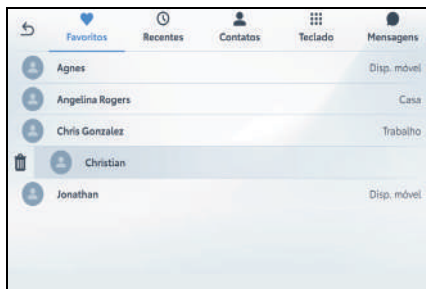 Favoritos Recentes Contatos Teclado Mensagens
Agnes Disp. móvel
Angelina Rogers Casa
Chris Gonzalez Trabalho
Christian
Jonathan Disp. móvel